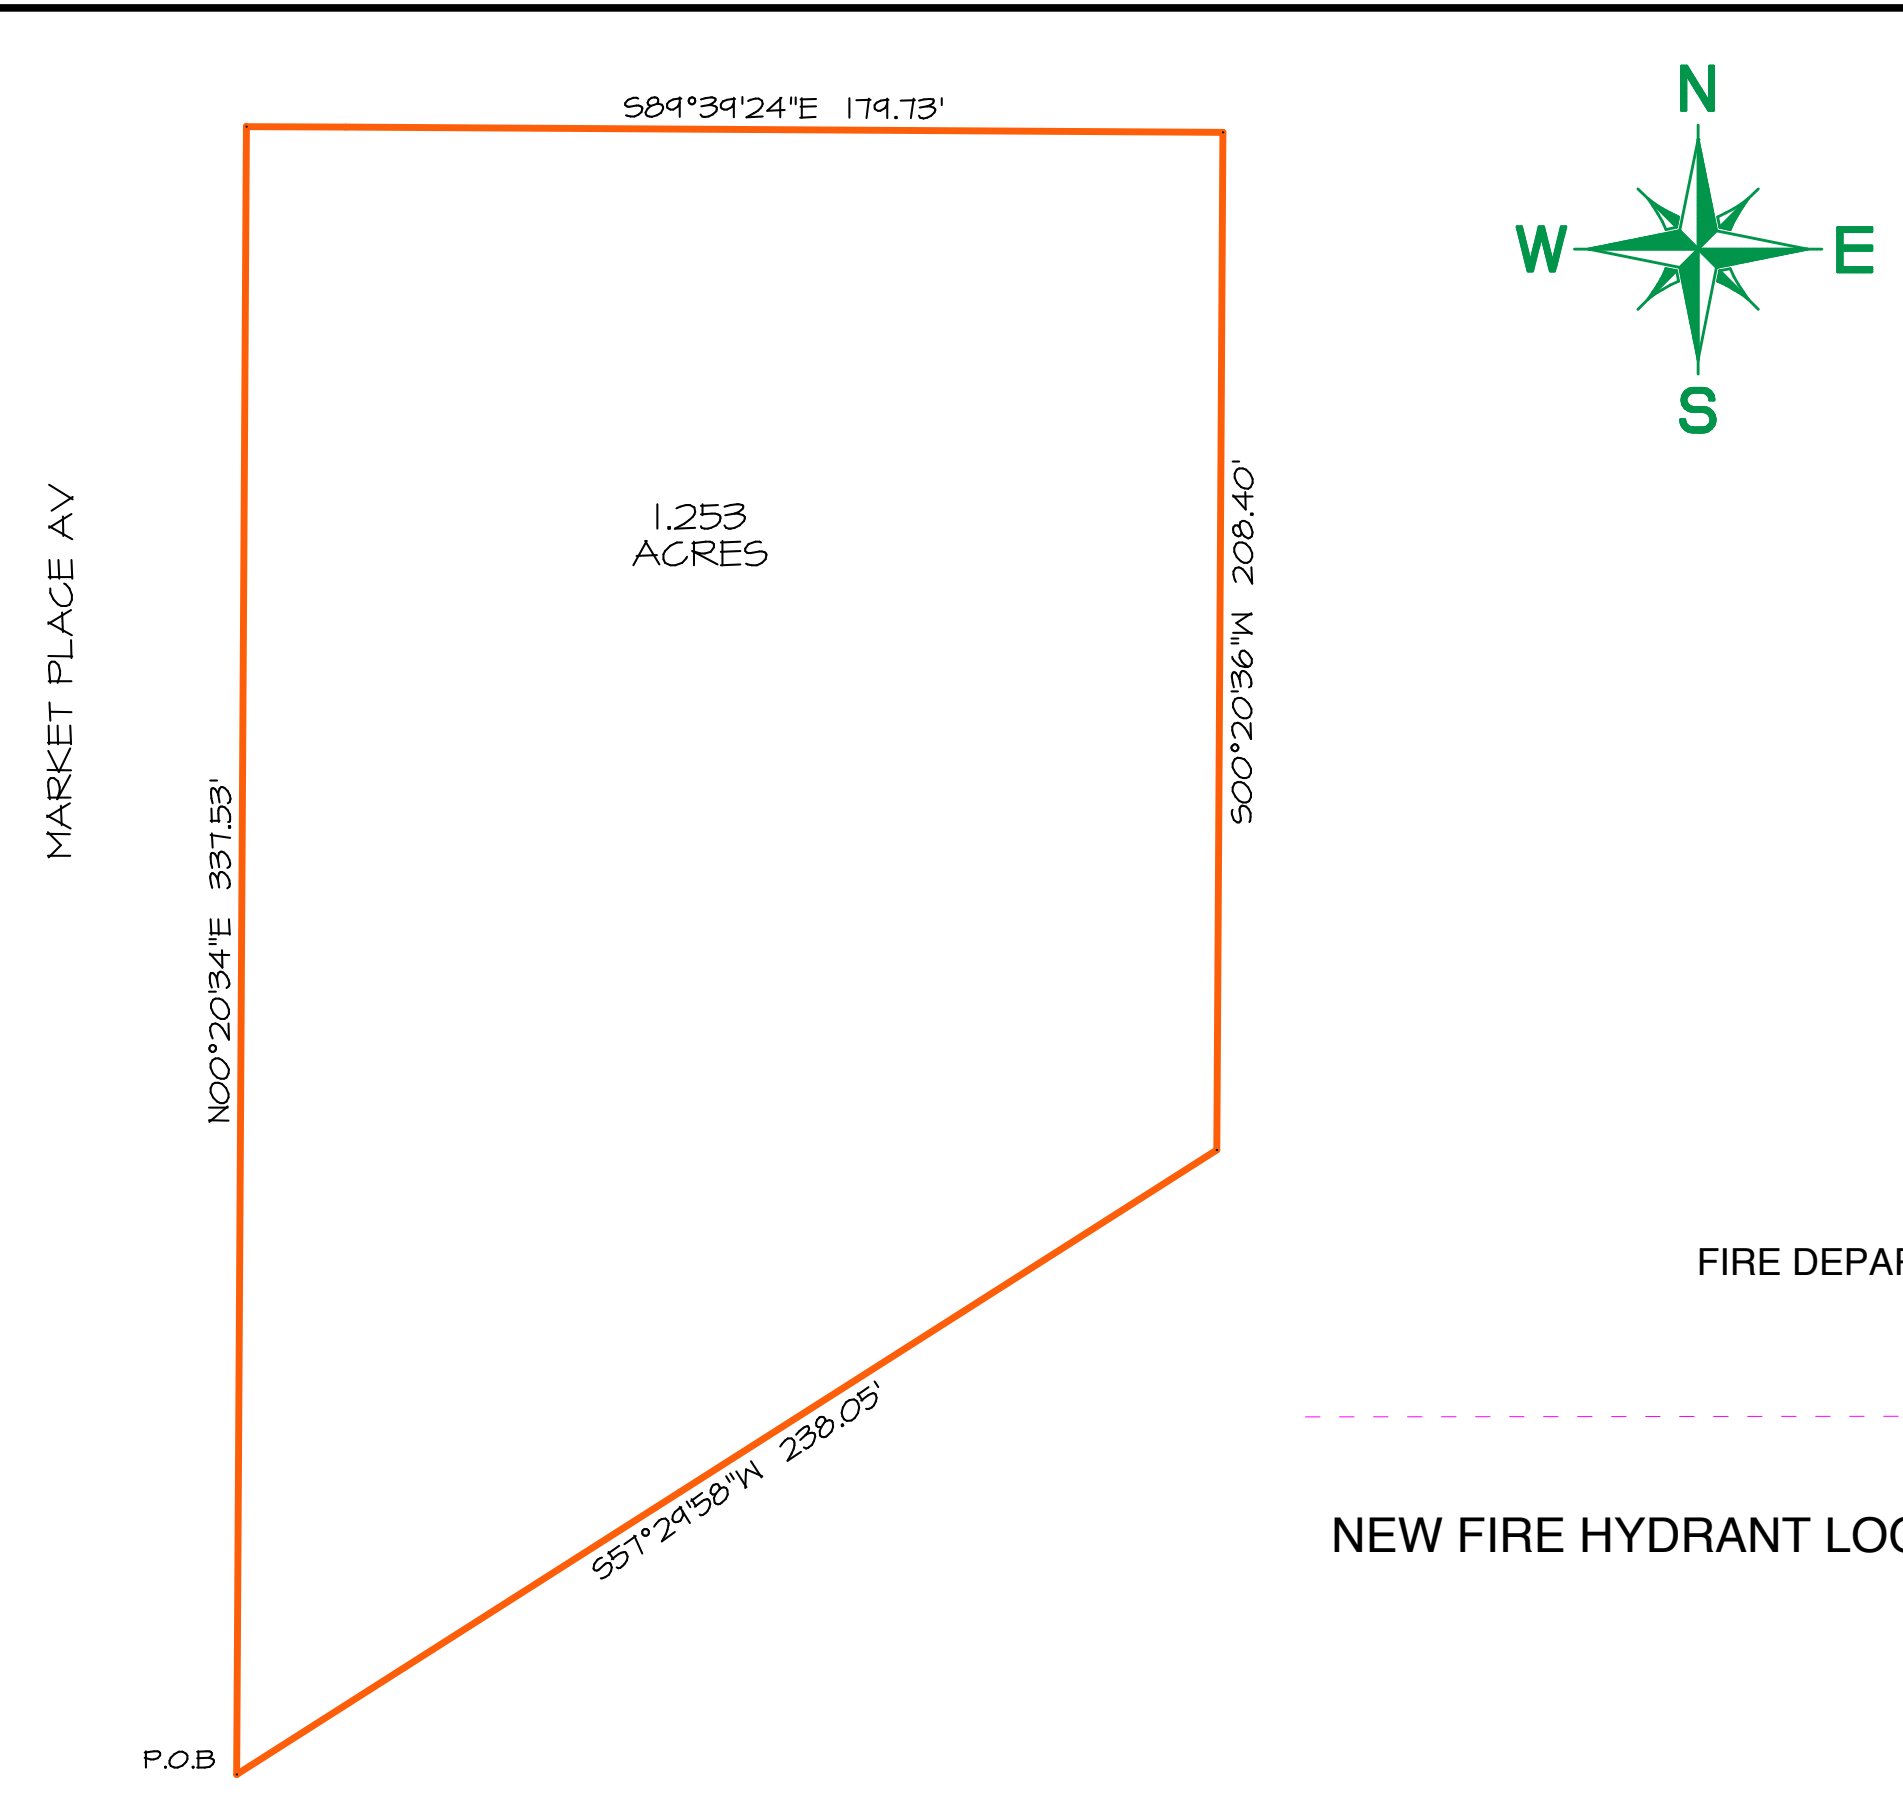 S89°39'24"E 179.73'
N
W
E
S
1.253
ACRES
MARKET PLACE AV
S00°20'36"W 208.40'
N00°20'34"E 337.53'
FIRE DEPAR
S57°29'58"W 238.05'
NEW FIRE HYDRANT LOC
P.O.B